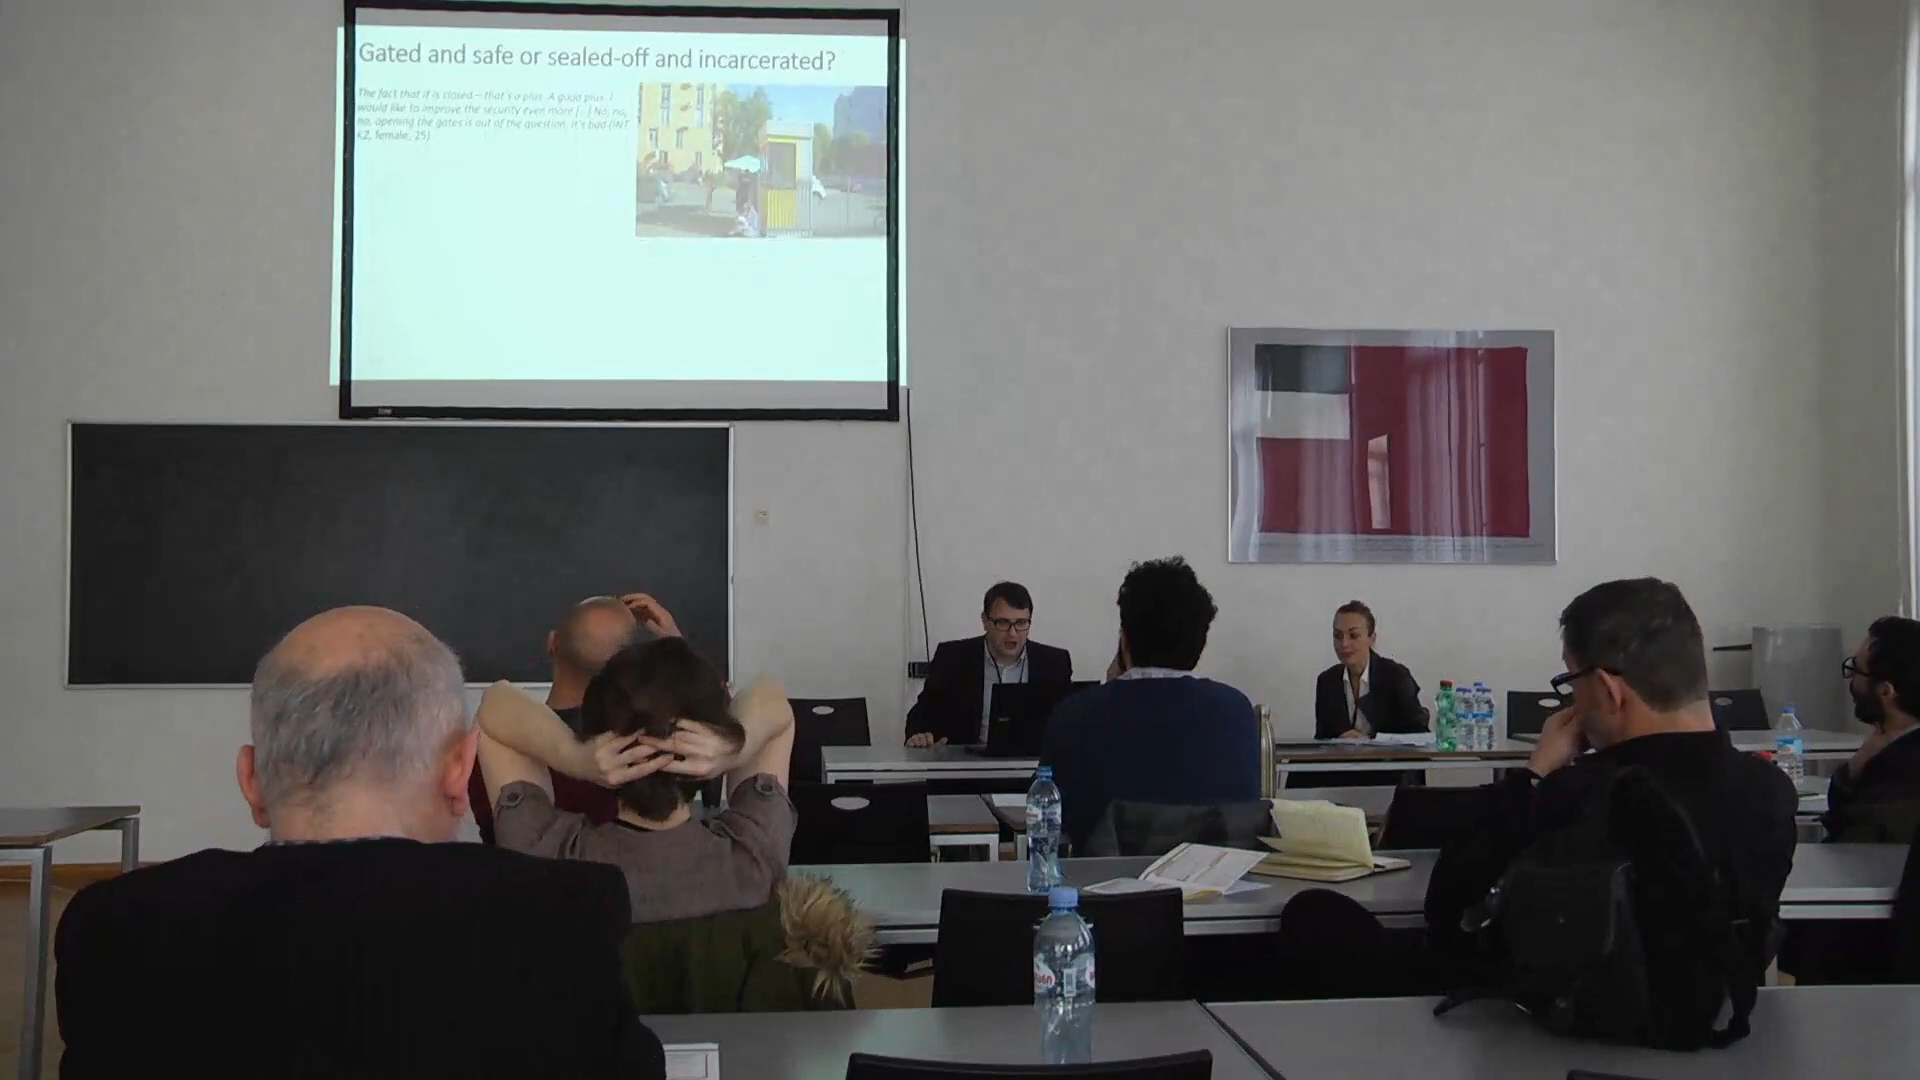 Gated and safe or sealed-off and incarcerated?
The fact that it is closed – that's a plus. A good plus. I
would like to improve the security even more [...] No, no,
no, opening the gates is out of the question. It's bad (INT
k2, female, 25)